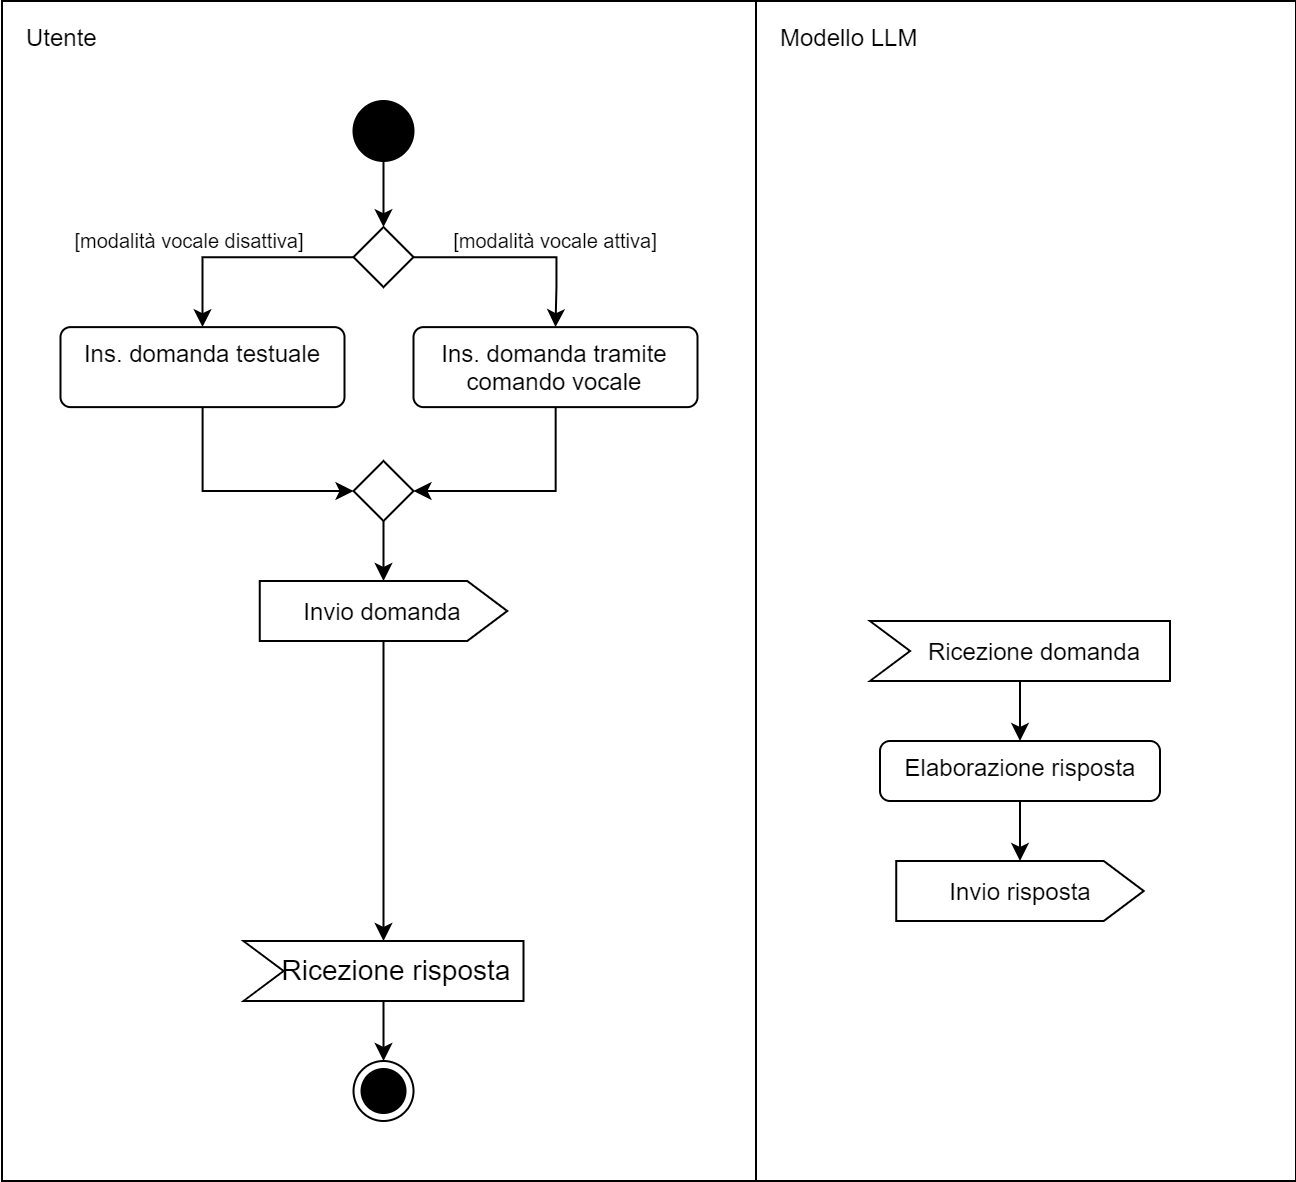 Utente
Modello LLM
[modalità vocale disattiva]
[modalità vocale attiva]
Ins. domanda testuale
Ins. domanda tramite
comando vocale
Invio domanda
Ricezione domanda
Elaborazione risposta
Invio risposta
Ricezione risposta